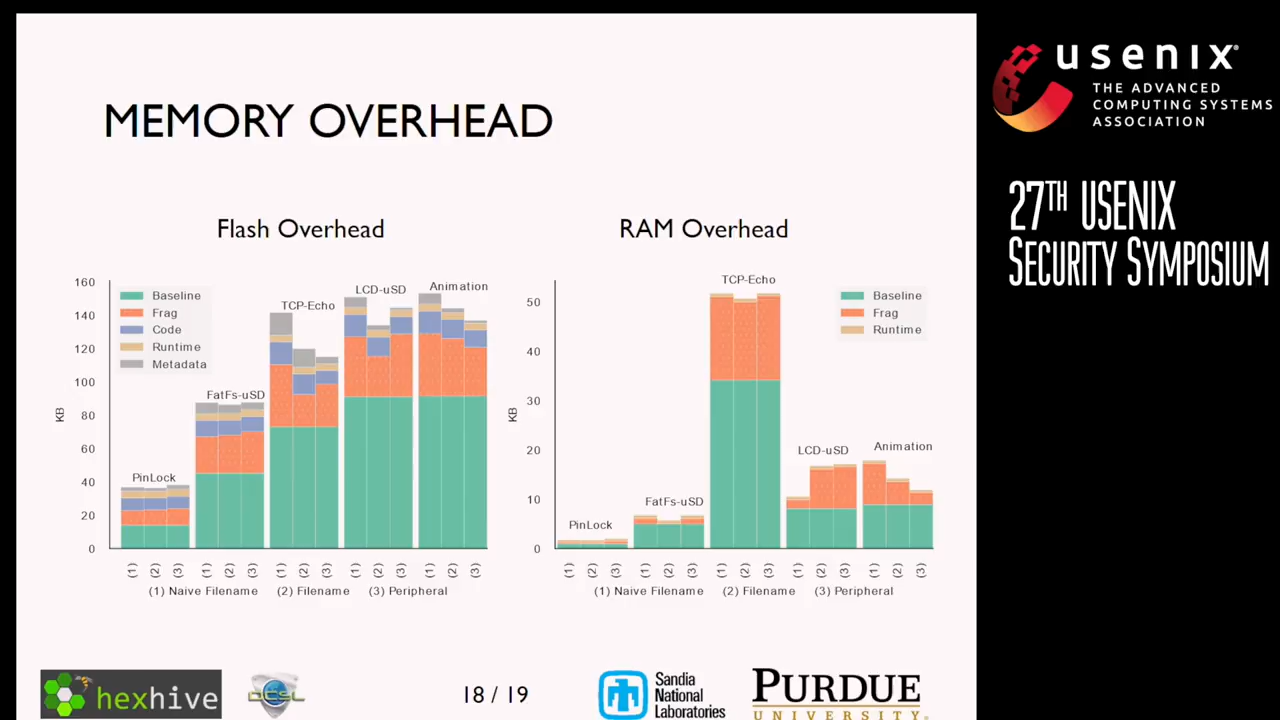 MEMORY OVERHEAD
Flash Overhead
160
140
120
100
80
60
40
20
0
KB
Baseline
Frag
Code
Runtime
Metadata
PinLock
FatFs-uSD
TCP-Echo
LCD-uSD
Animation
(1) (2) (3) (1) (2) (3) (1) (2) (3) (1) (2) (3) (1) (2) (3)
(1) Naive Filename (2) Filename (3) Peripheral
RAM Overhead
50
40
30
20
10
0
KB
Baseline
Frag
Runtime
PinLock
FatFs-uSD
TCP-Echo
LCD-uSD
Animation
(1) (2) (3) (1) (2) (3) (1) (2) (3) (1) (2) (3) (1) (2) (3)
(1) Naive Filename (2) Filename (3) Peripheral
hexhive
DCSL
18 / 19
Sandia
National
Laboratories
PURDUE
UNIVERSITY.
usenix®
THE ADVANCED
COMPUTING SYSTEMS
ASSOCIATION
27TH USENIX
SECURITY SYMPOSIUM